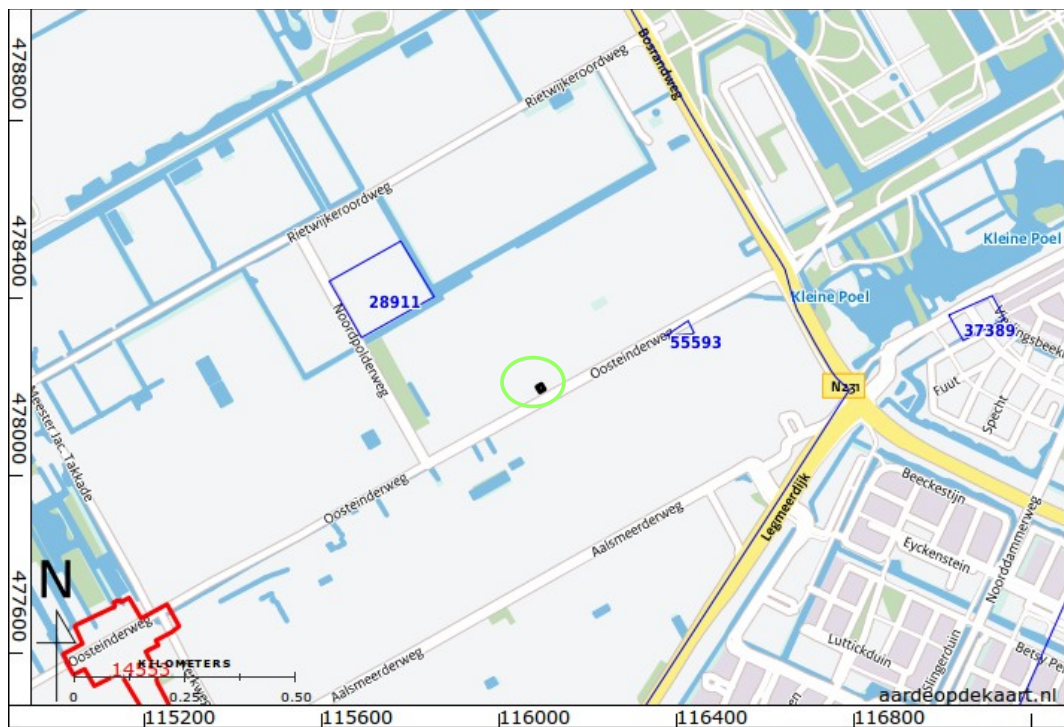 478800
Bosrandweg
Rietwijkeroordweg
Rietwijkeroordweg
478400
Kleine Poel
Kleine Poel
28911
Noordpolderweg
Oosteinderweg
55593
37389
N231
Fuut
Specht
478000
Meester Jac. Takkade
Oosteinderweg
Aalsmeerderweg
Legmeerdijk
Beeckestijn
Eyckenstein
Noorddammerweg
477600
N
Oosteinderweg
14553
KILOMETERS
0
0.25
0.50
Aalsmeerderweg
Luttickduin
Slingerduin
aardeopdekaart.nl
115200
115600
116000
116400
116800